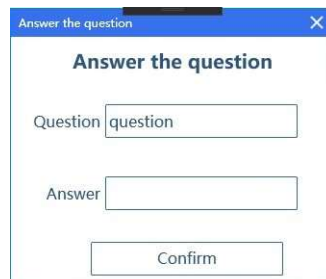 Answer the question
Answer the question
Question question
Answer
Confirm